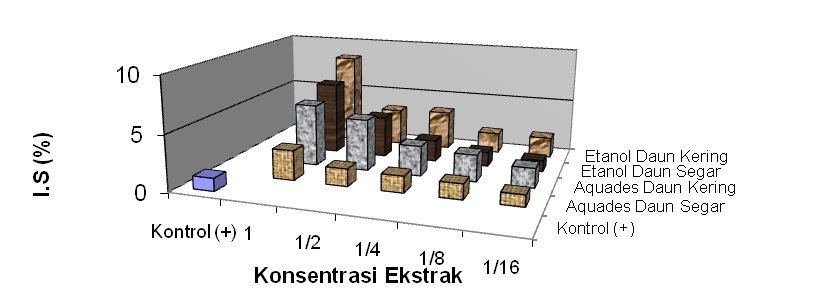 10
5
0
I.S (%)
Kontrol (+) 1 1/2 1/4 1/8 1/16
Konsentrasi Ekstrak
Etanol Daun Kering
Etanol Daun Segar
Aquades Daun Kering
Aquades Daun Segar
Kontrol (+)